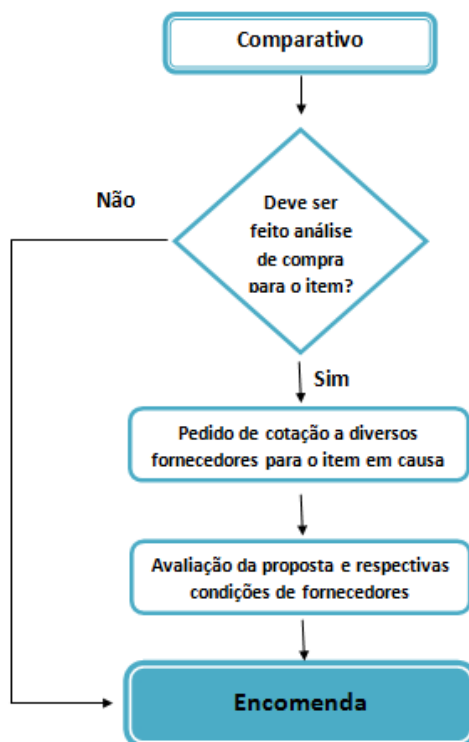 Comparativo
Não
Deve ser
feito análise
de compra
para o item?
Sim
Pedido de cotação a diversos
fornecedores para o item em causa
Avaliação da proposta e respectivas
condições de fornecedores
Encomenda